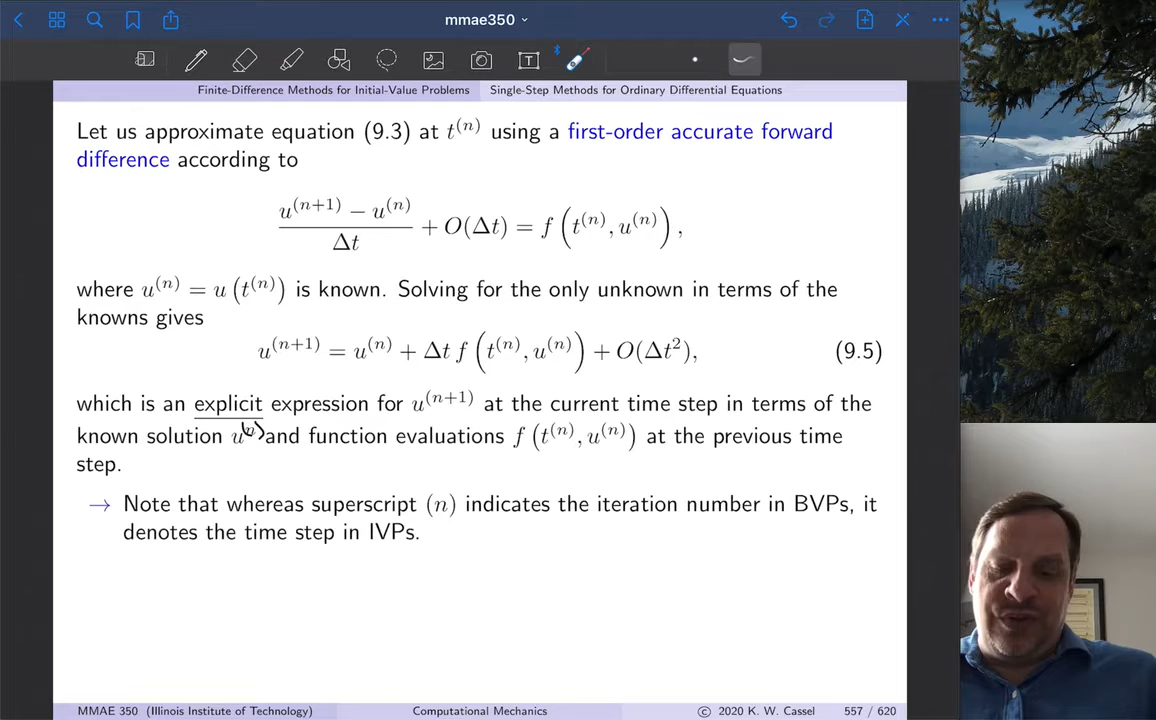 mmae350
T
Finite-Difference Methods for Initial-Value Problems Single-Step Methods for Ordinary Differential Equations
Let us approximate equation (9.3) at t^(n) using a first-order accurate forward
difference according to
(u^(n+1) − u^(n)) / Δt + O(Δt) = f (t^(n), u^(n)) ,
where u^(n) = u (t^(n)) is known. Solving for the only unknown in terms of the
knowns gives
u^(n+1) = u^(n) + Δt f (t^(n), u^(n)) + O(Δt²), (9.5)
which is an explicit expression for u^(n+1) at the current time step in terms of the
known solution u^(n) and function evaluations f (t^(n), u^(n)) at the previous time
step.
→ Note that whereas superscript (n) indicates the iteration number in BVPs, it
denotes the time step in IVPs.
MMAE 350 (Illinois Institute of Technology) Computational Mechanics © 2020 K. W. Cassel 557 / 620